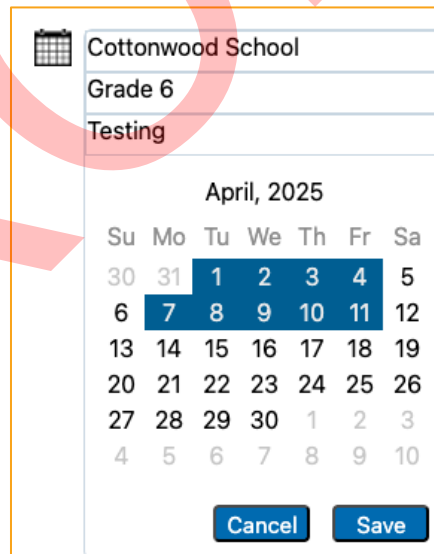 Cottonwood School
Grade 6
Testing
April, 2025
Su Mo Tu We Th Fr Sa
30 31 1 2 3 4 5
6 7 8 9 10 11 12
13 14 15 16 17 18 19
20 21 22 23 24 25 26
27 28 29 30 1 2 3
4 5 6 7 8 9 10
Cancel Save